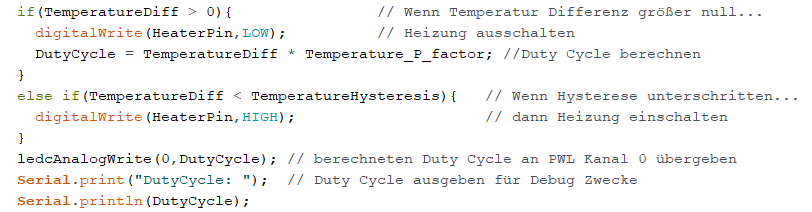 if(TemperatureDiff > 0){ // Wenn Temperatur Differenz größer null...
digitalWrite(HeaterPin,LOW); // Heizung ausschalten
DutyCycle = TemperatureDiff * Temperature_P_factor; //Duty Cycle berechnen
}
else if(TemperatureDiff < TemperatureHysteresis){ // Wenn Hysterese unterschritten...
digitalWrite(HeaterPin,HIGH); // dann Heizung einschalten
}
ledcAnalogWrite(0,DutyCycle); // berechneten Duty Cycle an PWL Kanal 0 übergeben
Serial.print("DutyCycle: "); // Duty Cycle ausgeben für Debug Zwecke
Serial.println(DutyCycle);